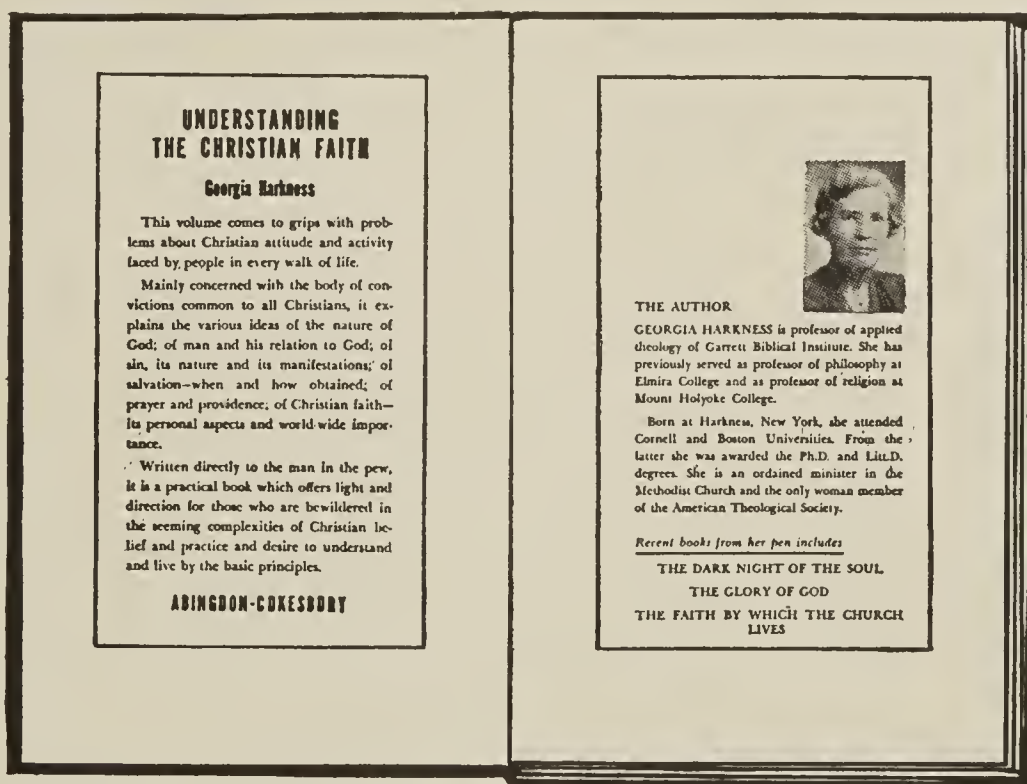 UNDERSTANDING
THE CHRISTIAN FAITH
Georgia Harkness
This volume comes to grips with prob-
lems about Christian attitude and activity
faced by people in every walk of life.
Mainly concerned with the body of con-
victions common to all Christians, it ex-
plains the various ideas of the nature of
God; of man and his relation to God; of
sin, its nature and its manifestations; of
salvation—when and how obtained; of
prayer and providence; of Christian faith—
its personal aspects and world-wide impor-
tance.
Written directly to the man in the pew,
it is a practical book which offers light and
direction for those who are bewildered in
the seeming complexities of Christian be-
lief and practice and desire to understand
and live by the basic principles.
ABINGDON-COKESBURY
THE AUTHOR
GEORGIA HARKNESS is professor of applied
theology of Garrett Biblical Institute. She has
previously served as professor of philosophy at
Elmira College and as professor of religion at
Mount Holyoke College.
Born at Harkness, New York, she attended
Cornell and Boston Universities. From the
latter she was awarded the Ph.D. and Litt.D.
degrees. She is an ordained minister in the
Methodist Church and the only woman member
of the American Theological Society.
Recent books from her pen includes
THE DARK NIGHT OF THE SOUL
THE GLORY OF GOD
THE FAITH BY WHICH THE CHURCH
LIVES